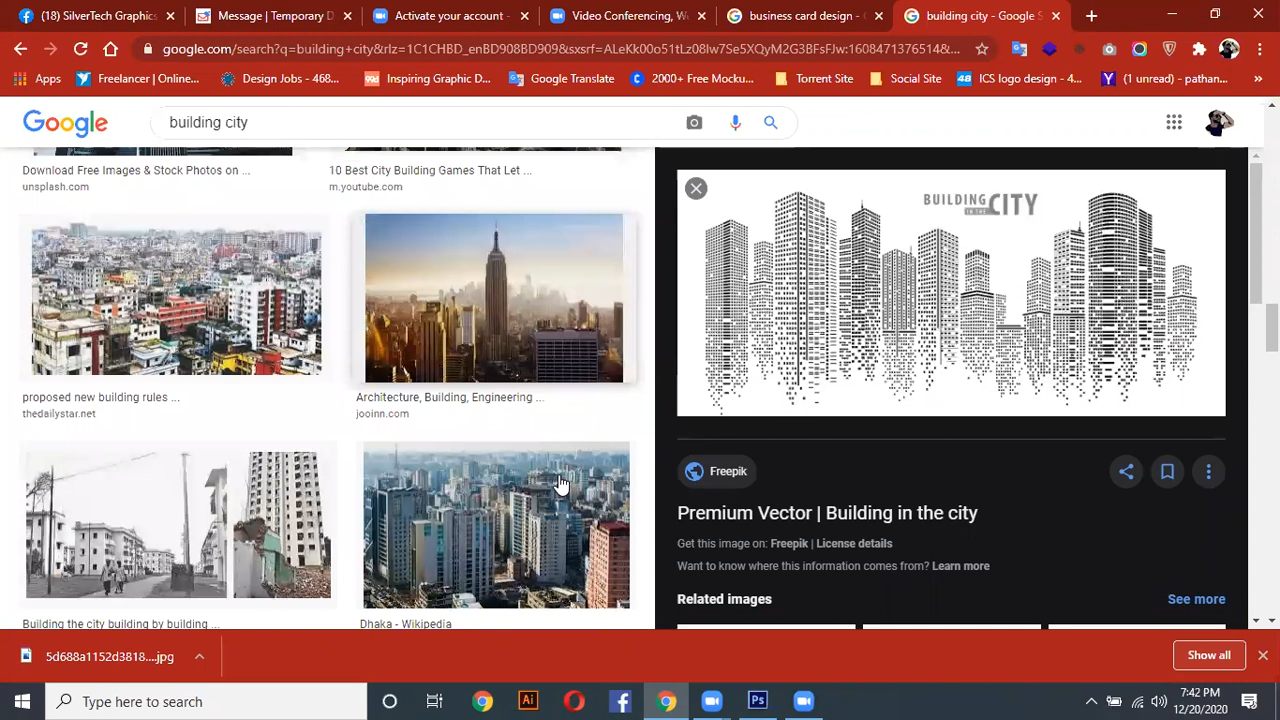 (18) SilverTech Graphics
Message | Temporary D
Activate your account -
Video Conferencing, W
business card design - G
building city - Google S
google.com/search?q=building+city&rlz=1C1CHBD_enBD908BD909&sxsrf=ALeKk00o51tLz08lw7Se5XQyM2G3BFsFJw:1608471376514&...
Apps
Freelancer | Online...
Design Jobs - 468...
Inspiring Graphic D...
Google Translate
2000+ Free Mocku...
Torrent Site
Social Site
ICS logo design - 4...
(1 unread) - pathan...
Google
building city
Download Free Images & Stock Photos on ...
unsplash.com
10 Best City Building Games That Let ...
m.youtube.com
proposed new building rules ...
thedailystar.net
Architecture, Building, Engineering ...
jooinn.com
Building the city building by building ...
Dhaka - Wikipedia
BUILDING
IN THE CITY
Freepik
Premium Vector | Building in the city
Get this image on: Freepik | License details
Want to know where this information comes from? Learn more
Related images
See more
5d688a1152d3818....jpg
Show all
Type here to search
7:42 PM
12/20/2020